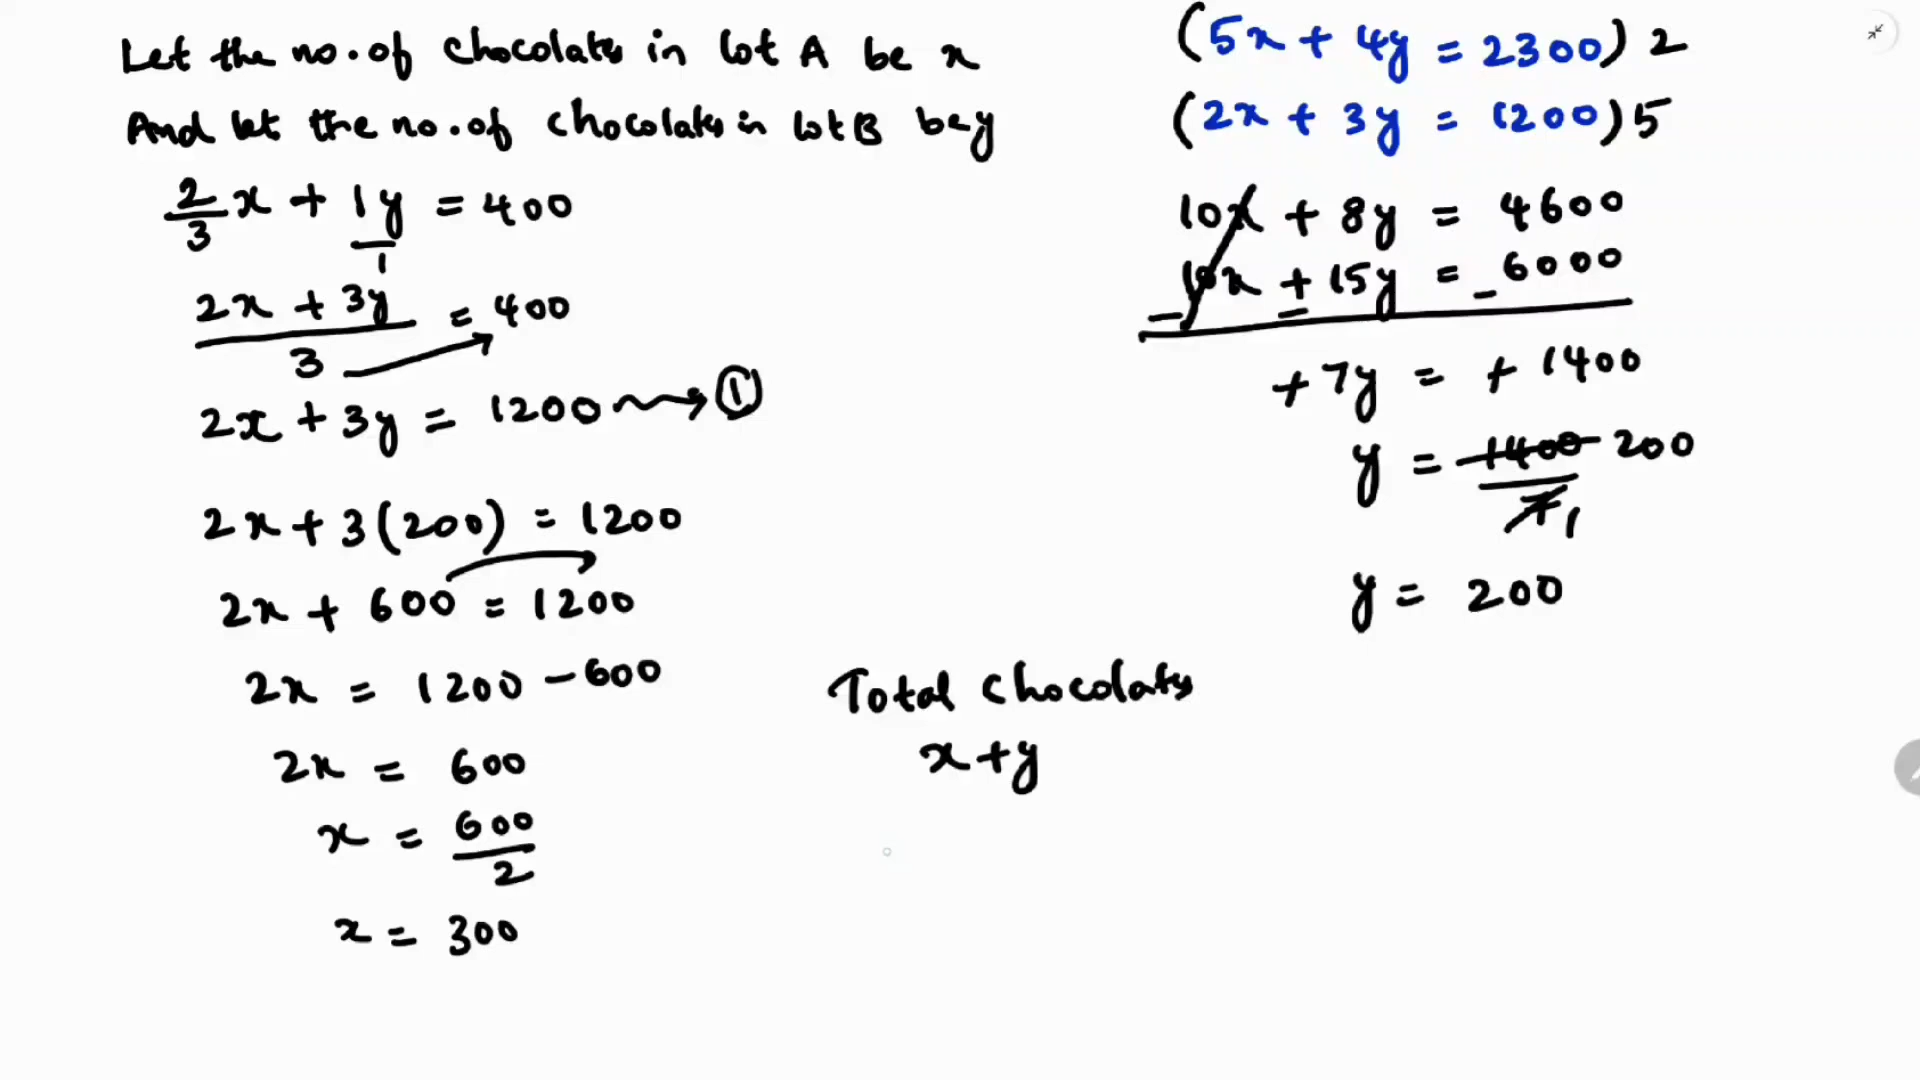 Let the no. of chocolates in lot A be x
And let the no. of chocolates in lot B be y
2/3 x + 1y/1 = 400
2x + 3y / 3 = 400
2x + 3y = 1200 → ①
2x + 3(200) = 1200
2x + 600 = 1200
2x = 1200 - 600
2x = 600
x = 600/2
x = 300
(5x + 4y = 2300) 2
(2x + 3y = 1200) 5
10x + 8y = 4600
10x + 15y = 6000
- - -
+7y = +1400
y = 1400/7 200/1
y = 200
Total chocolates
x+y